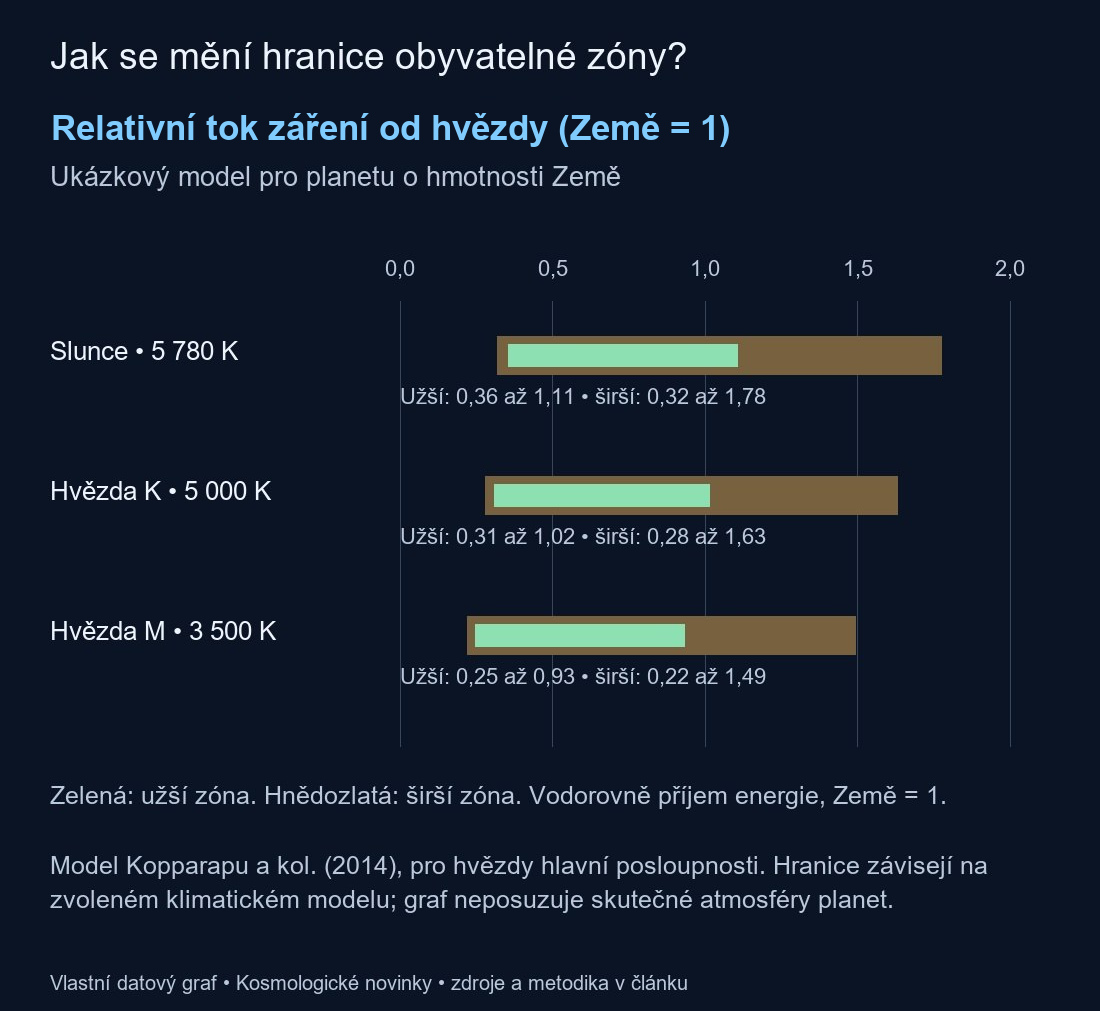 Jak se mění hranice obyvatelné zóny?
Relativní tok záření od hvězdy (Země = 1)
Ukázkový model pro planetu o hmotnosti Země
0,0 0,5 1,0 1,5 2,0
Slunce • 5 780 K
Užší: 0,36 až 1,11 • širší: 0,32 až 1,78
Hvězda K • 5 000 K
Užší: 0,31 až 1,02 • širší: 0,28 až 1,63
Hvězda M • 3 500 K
Užší: 0,25 až 0,93 • širší: 0,22 až 1,49
Zelená: užší zóna. Hnědozlatá: širší zóna. Vodorovně příjem energie, Země = 1.
Model Kopparapu a kol. (2014), pro hvězdy hlavní posloupnosti. Hranice závisejí na
zvoleném klimatickém modelu; graf neposuzuje skutečné atmosféry planet.
Vlastní datový graf • Kosmologické novinky • zdroje a metodika v článku